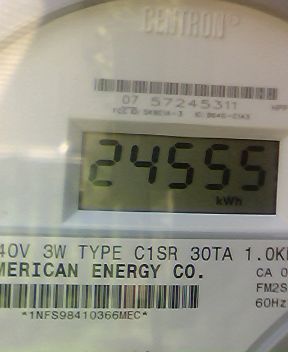 CENTRON
07 57245311
24555
kWh
40V 3W TYPE C1SR 30TA 1.0K
MERICAN ENERGY CO.
CA 0
FM2S
60Hz
*1NFS98410366MEC*